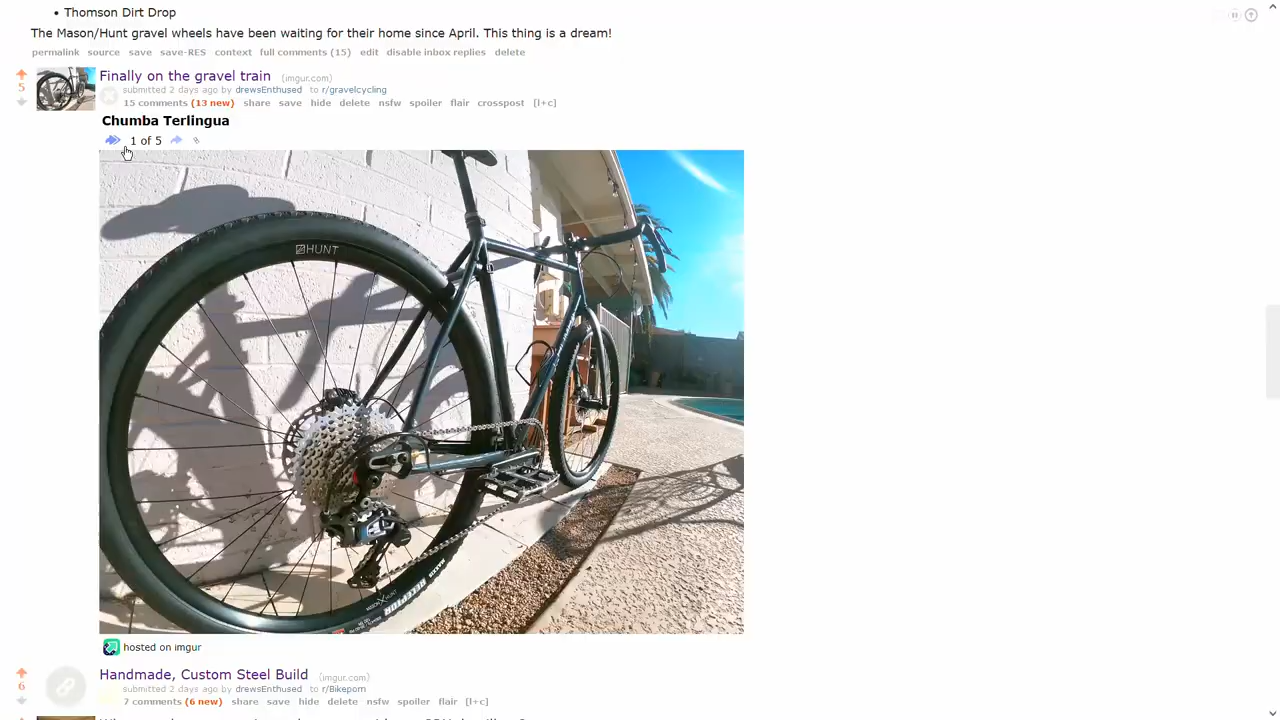 Thomson Dirt Drop
The Mason/Hunt gravel wheels have been waiting for their home since April. This thing is a dream!
permalink source save save-RES context full comments (15) edit disable inbox replies delete
5
Finally on the gravel train (imgur.com)
submitted 2 days ago by drewsEnthused to r/gravelcycling
15 comments (13 new) share save hide delete nsfw spoiler flair crosspost [l+c]
Chumba Terlingua
1 of 5
HUNT
MASON X HUNT
RECEPTOR
hosted on imgur
6
Handmade, Custom Steel Build (imgur.com)
submitted 2 days ago by drewsEnthused to r/Bikeporn
7 comments (6 new) share save hide delete nsfw spoiler flair [l+c]